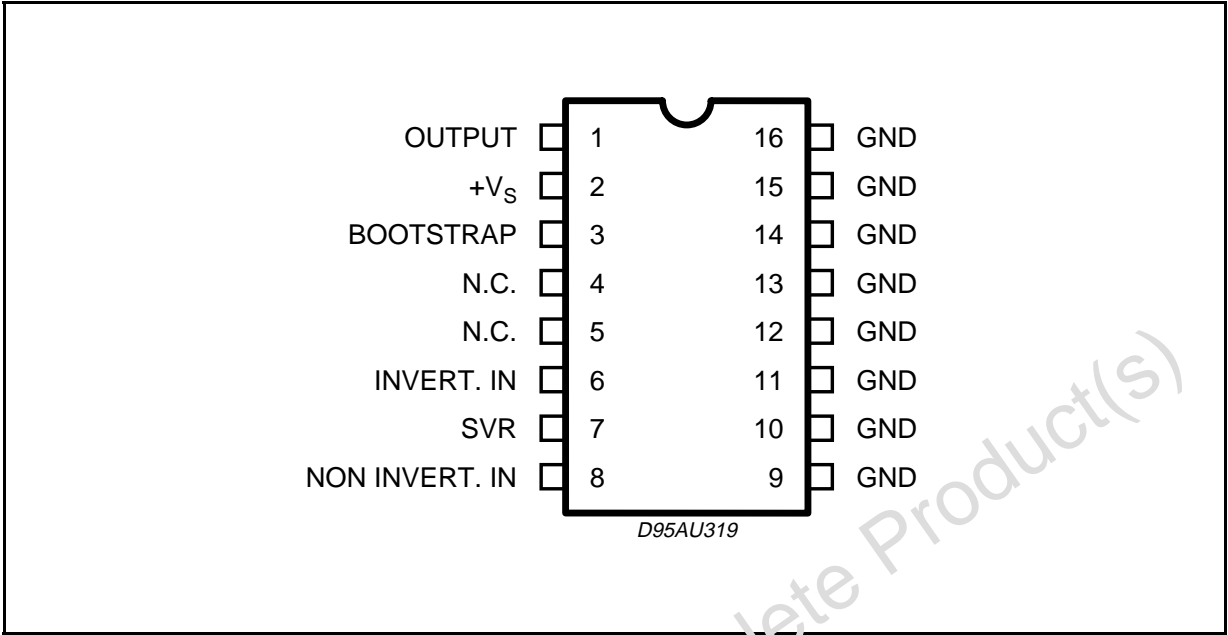 OUTPUT 1 16 GND
+VS 2 15 GND
BOOTSTRAP 3 14 GND
N.C. 4 13 GND
N.C. 5 12 GND
INVERT. IN 6 11 GND
SVR 7 10 GND
NON INVERT. IN 8 9 GND
D95AU319
Product(s)